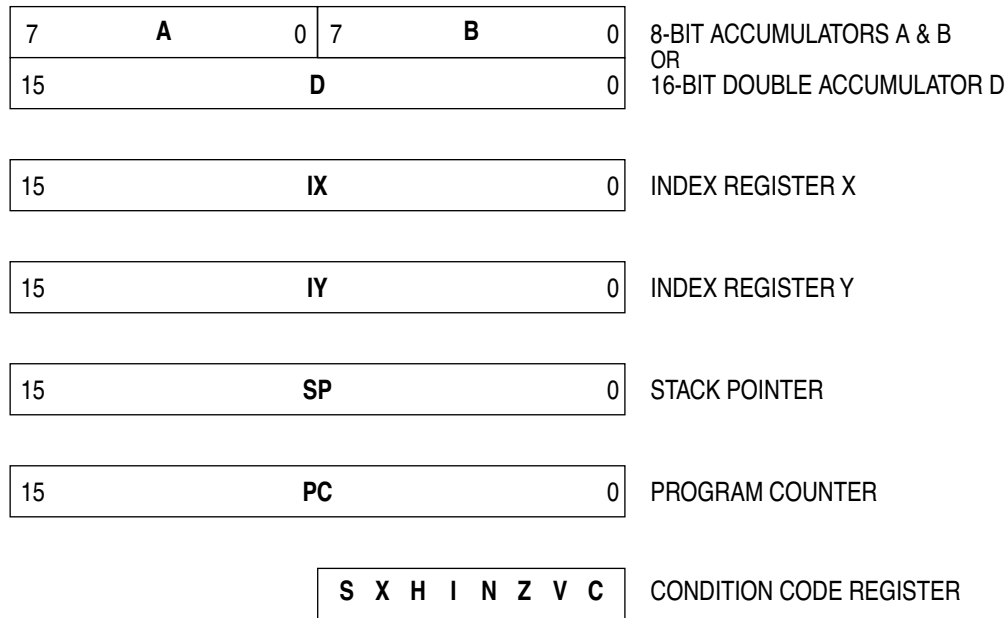 7 A 0 7 B 0 8-BIT ACCUMULATORS A & B
OR
15 D 0 16-BIT DOUBLE ACCUMULATOR D
15 IX 0 INDEX REGISTER X
15 IY 0 INDEX REGISTER Y
15 SP 0 STACK POINTER
15 PC 0 PROGRAM COUNTER
S X H I N Z V C CONDITION CODE REGISTER